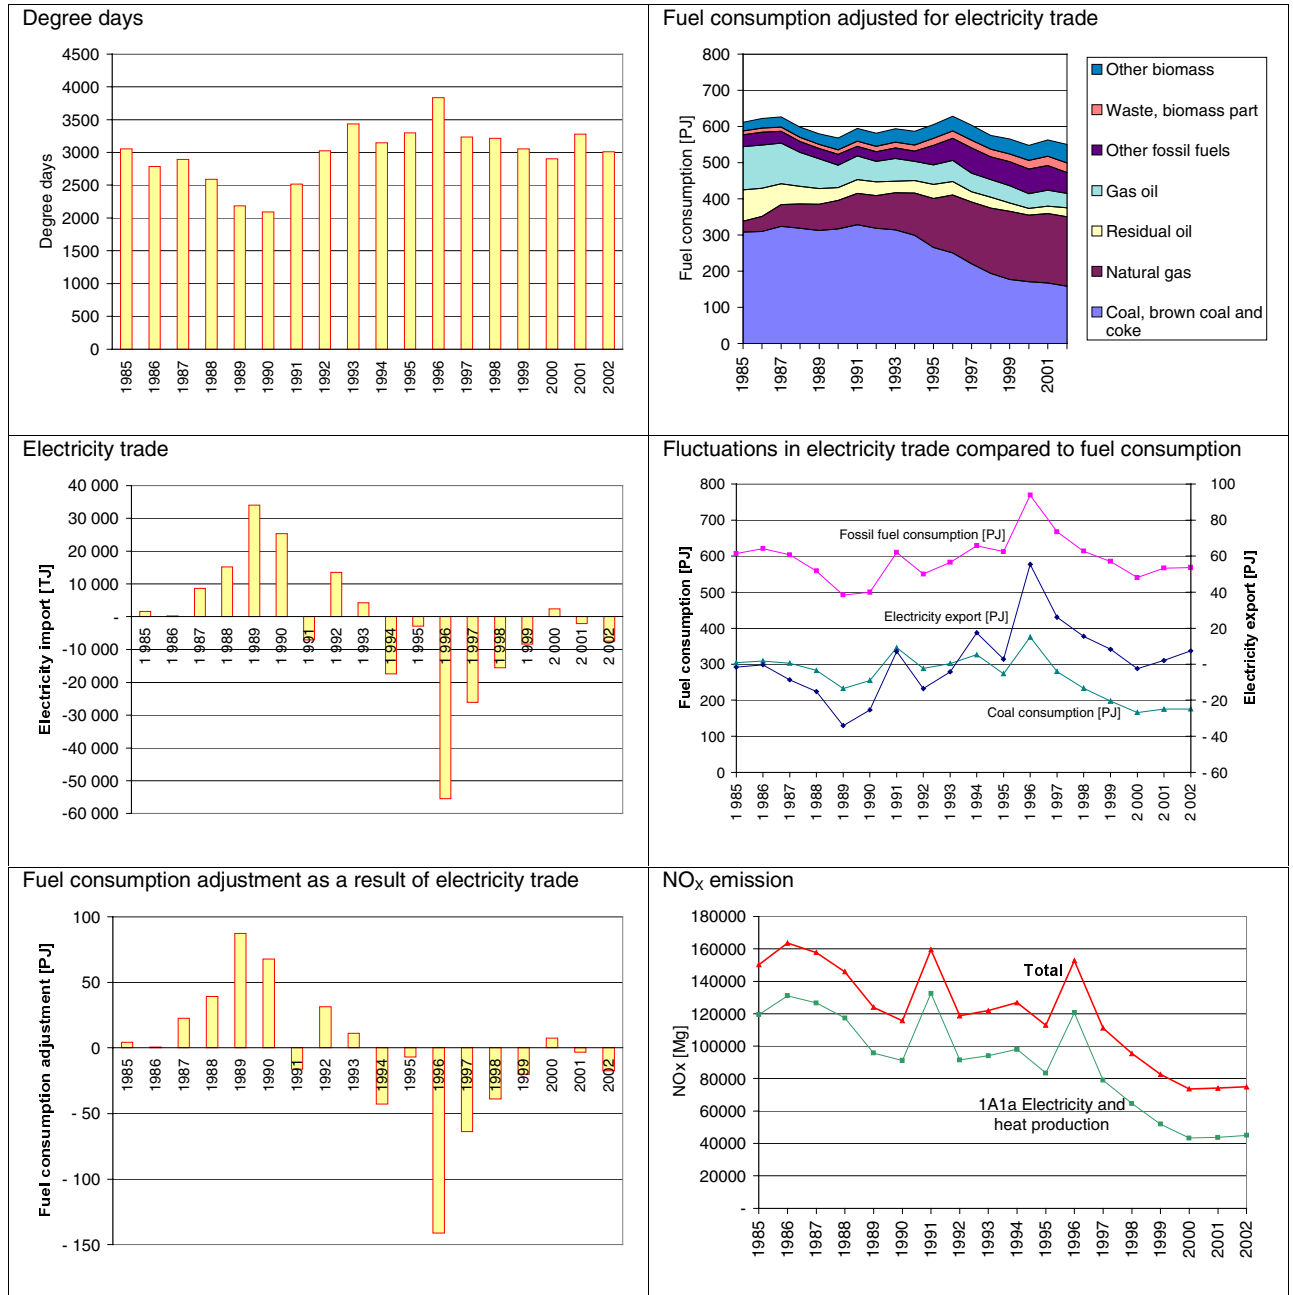 Degree days
4500
4000
3500
3000
2500
2000
1500
1000
500
0
Degree days
1985 1986 1987 1988 1989 1990 1991 1992 1993 1994 1995 1996 1997 1998 1999 2000 2001 2002
Fuel consumption adjusted for electricity trade
800
700
600
500
400
300
200
100
0
Fuel consumption [PJ]
1985 1987 1989 1991 1993 1995 1997 1999 2001
Other biomass
Waste, biomass part
Other fossil fuels
Gas oil
Residual oil
Natural gas
Coal, brown coal and
coke
Electricity trade
40 000
30 000
20 000
10 000
-
-10 000
-20 000
-30 000
-40 000
-50 000
-60 000
Electricity import [TJ]
1 985 1 986 1 987 1 988 1 989 1 990 1 991 1 992 1 993 1 994 1 995 1 996 1 997 1 998 1 999 2 000 2 001 2 002
Fluctuations in electricity trade compared to fuel consumption
800
700
600
500
400
300
200
100
0
Fuel consumption [PJ]
Fossil fuel consumption [PJ]
Electricity export [PJ]
Coal consumption [PJ]
100
80
60
40
20
-
- 20
- 40
- 60
Electricity export [PJ]
1 985 1 986 1 987 1 988 1 989 1 990 1 991 1 992 1 993 1 994 1 995 1 996 1 997 1 998 1 999 2 000 2 001 2 002
Fuel consumption adjustment as a result of electricity trade
100
50
0
- 50
- 100
- 150
Fuel consumption adjustment [PJ]
1985 1986 1987 1988 1989 1990 1991 1992 1993 1994 1995 1996 1997 1998 1999 2000 2001 2002
NOX emission
180000
160000
140000
120000
100000
80000
60000
40000
20000
-
NOx [Mg]
Total
1A1a Electricity and
heat production
1985 1986 1987 1988 1989 1990 1991 1992 1993 1994 1995 1996 1997 1998 1999 2000 2001 2002